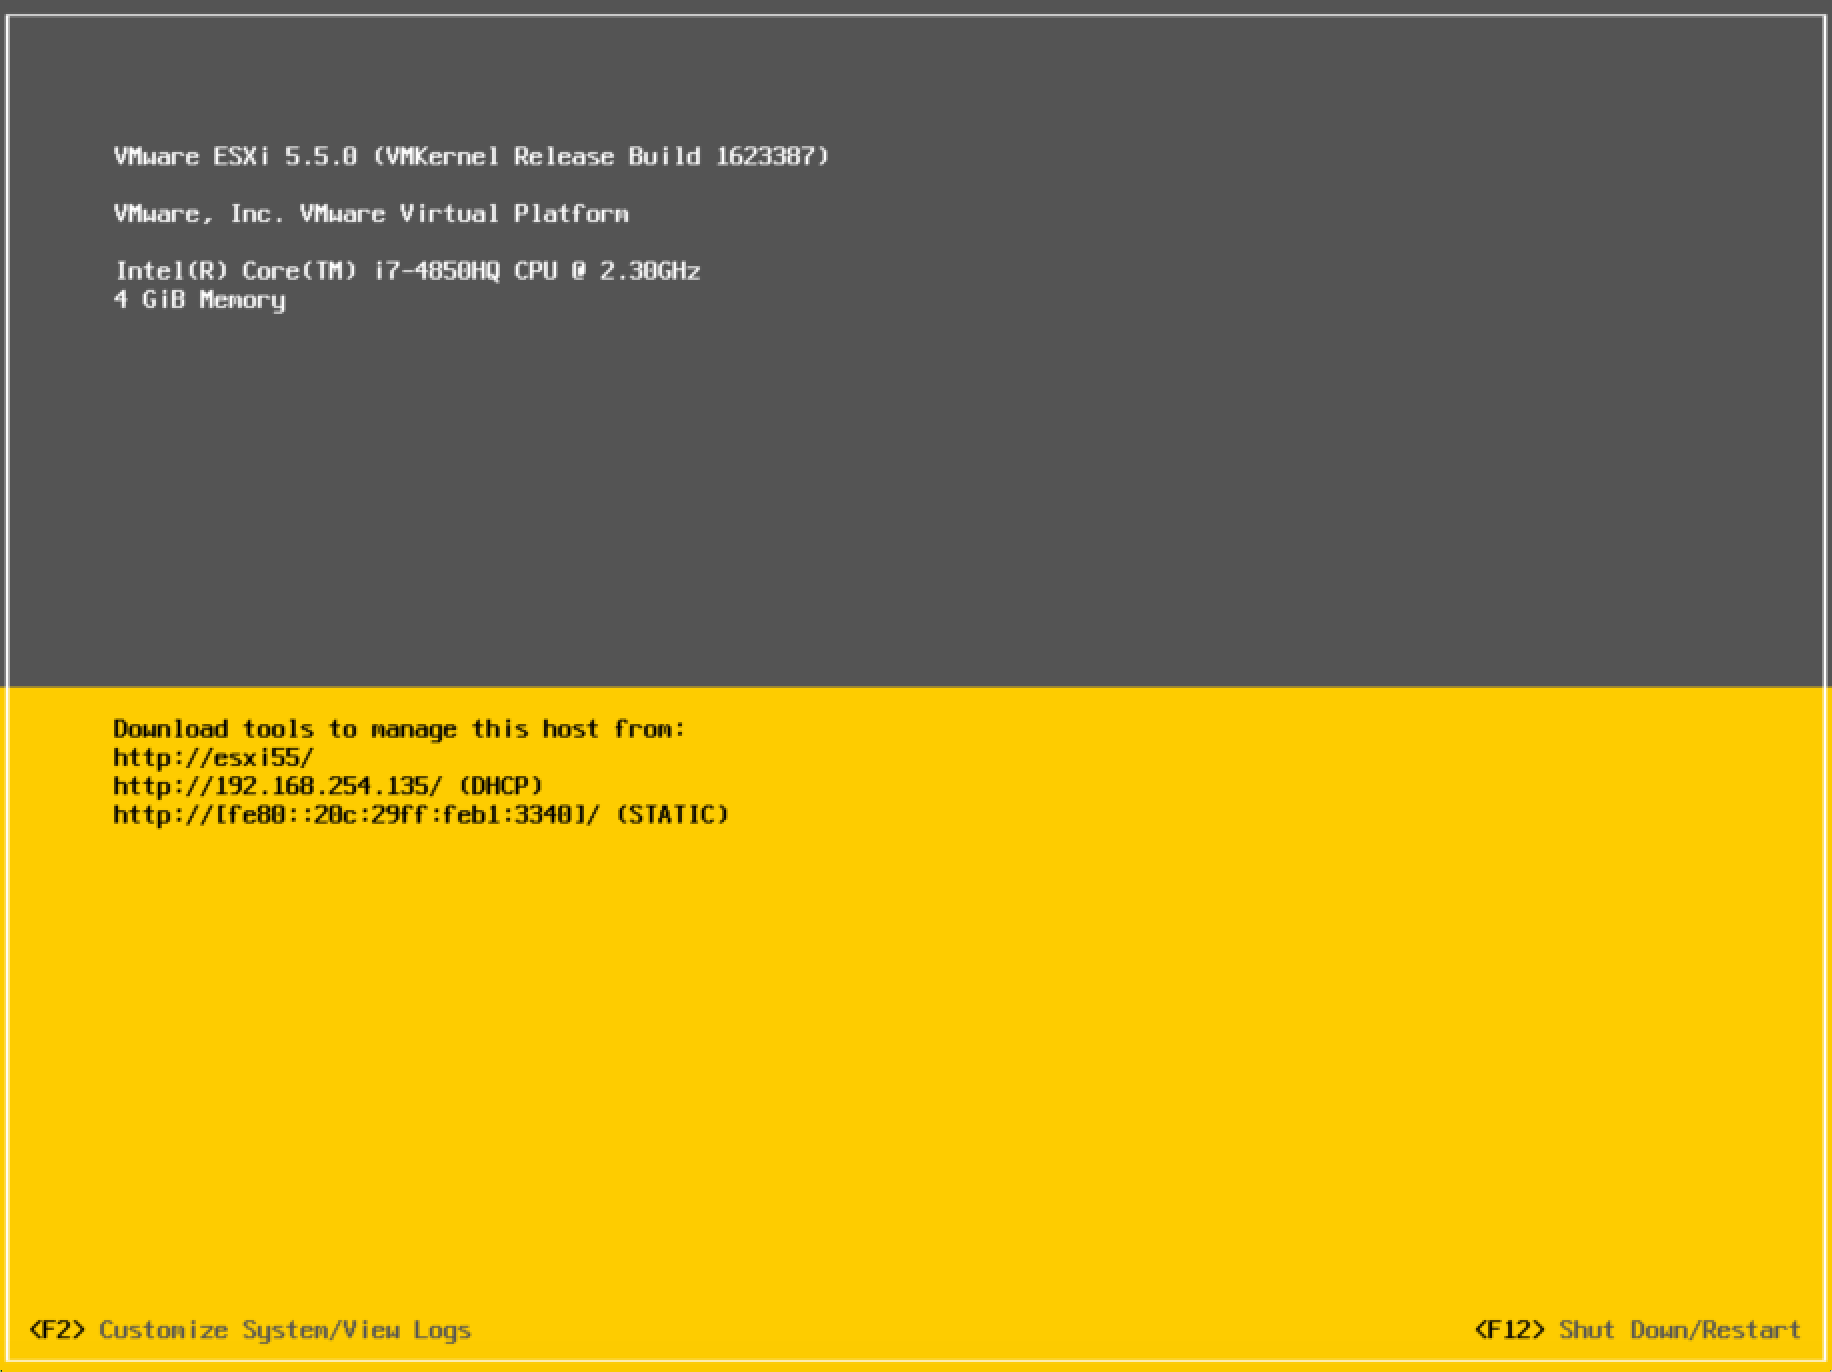 VMware ESXi 5.5.0 (VMKernel Release Build 1623387)
VMware, Inc. VMware Virtual Platform
Intel(R) Core(TM) i7-4850HQ CPU @ 2.30GHz
4 GiB Memory
Download tools to manage this host from:
http://esxi55/
http://192.168.254.135/ (DHCP)
http://[fe80::20c:29ff:feb1:3340]/ (STATIC)
<F2> Customize System/View Logs
<F12> Shut Down/Restart